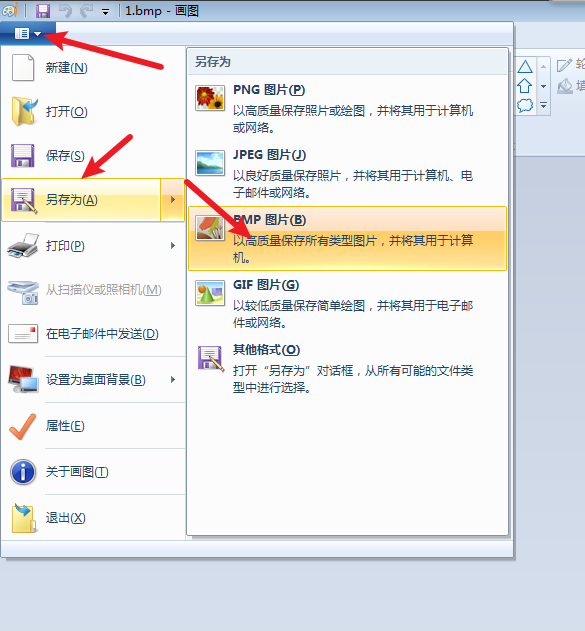 1.bmp - 画图
新建(N)
打开(O)
保存(S)
另存为(A)
打印(P)
从扫描仪或照相机(M)
在电子邮件中发送(D)
设置为桌面背景(B)
属性(E)
关于画图(T)
退出(X)
另存为
PNG 图片(P)
以高质量保存照片或绘图，并将其用于计算机
或网络。
JPEG 图片(J)
以良好质量保存照片，并将其用于计算机、电
子邮件或网络。
BMP 图片(B)
以高质量保存所有类型图片，并将其用于计算
机。
GIF 图片(G)
以较低质量保存简单绘图，并将其用于电子邮
件或网络。
其他格式(O)
打开“另存为”对话框，从所有可能的文件类
型中进行选择。
轮
填